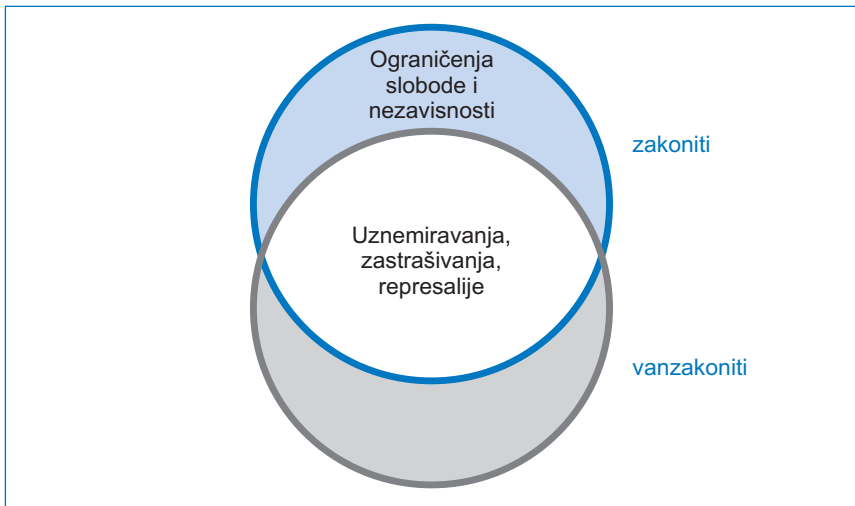 Ograničenja
slobode i
nezavisnosti
zakoniti
Uznemiravanja,
zastrašivanja,
represalije
vanzakoniti